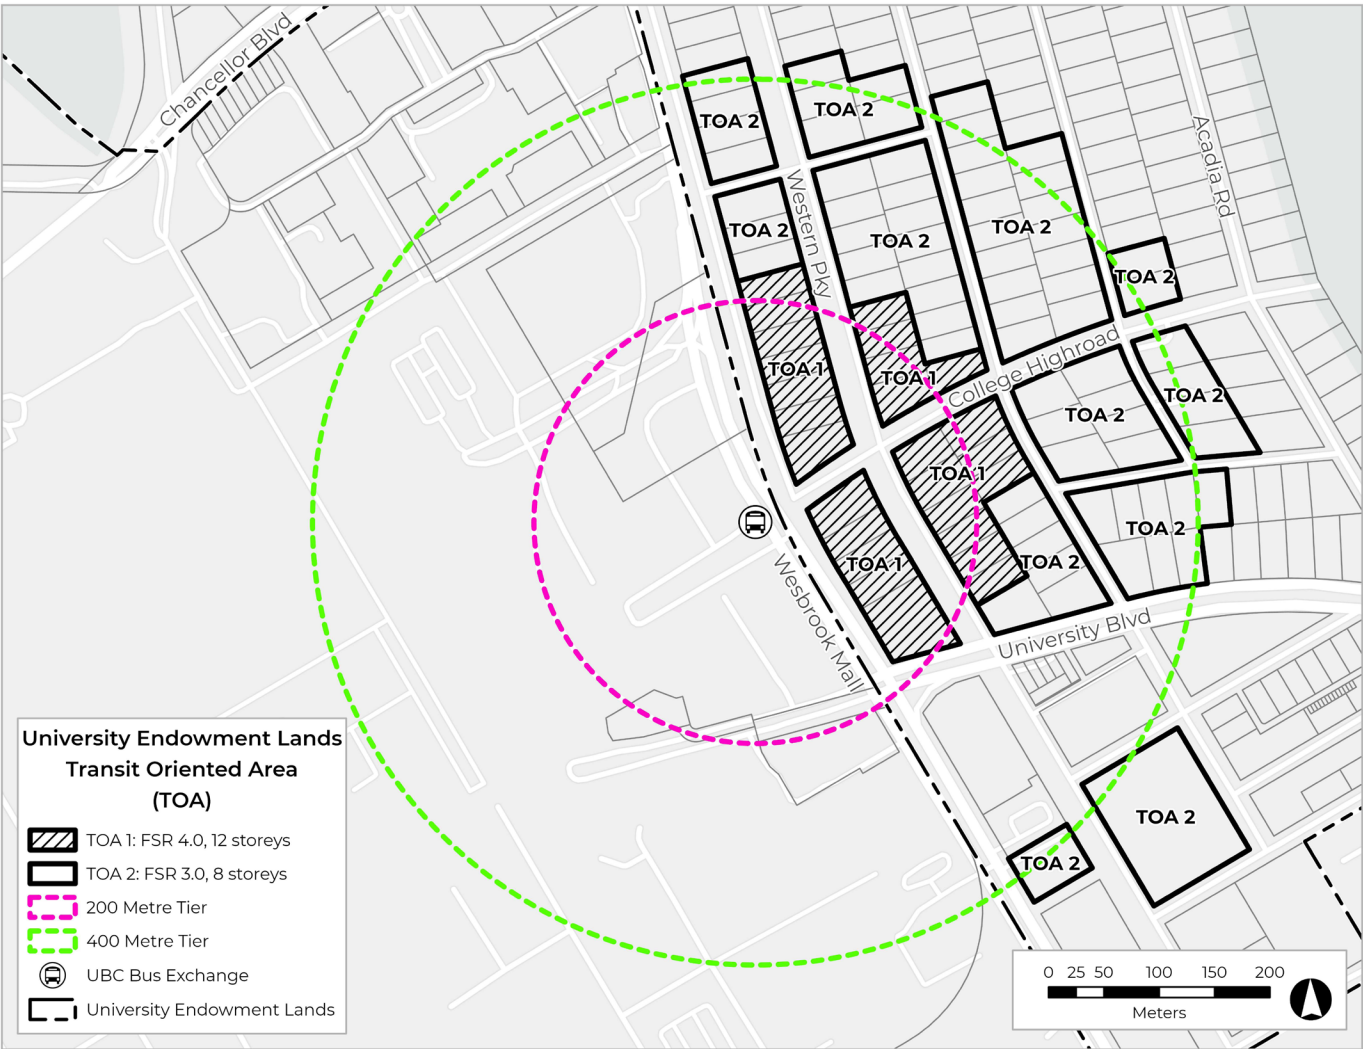 Chancellor Blvd
TOA 2
TOA 2
Acadia Rd
Western Pky
TOA 2
TOA 2
TOA 2
TOA 2
TOA 1
TOA 1
College Highroad
TOA 2
TOA 2
TOA 1
TOA 2
TOA 1
TOA 2
Wesbrook Mall
University Blvd
TOA 2
TOA 2
University Endowment Lands
Transit Oriented Area
(TOA)
TOA 1: FSR 4.0, 12 storeys
TOA 2: FSR 3.0, 8 storeys
200 Metre Tier
400 Metre Tier
UBC Bus Exchange
University Endowment Lands
0 25 50 100 150 200
Meters